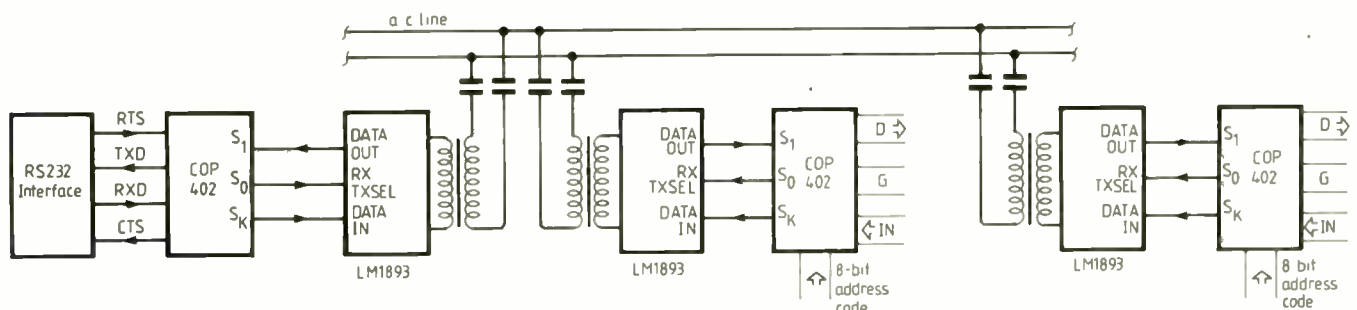 a c line
RS232
Interface
RTS
TXD
RXD
CTS
COP
402
S1
S0
SK
DATA
OUT
RX
TXSEL
DATA
IN
LM1893
DATA
OUT
RX
TXSEL
DATA
IN
LM1893
S1
S0
SK
COP
402
D
G
IN
8-bit
address
code
DATA
OUT
RX
TXSEL
DATA
IN
LM1893
S1
S0
SK
COP
402
D
G
IN
8 bit
address
code